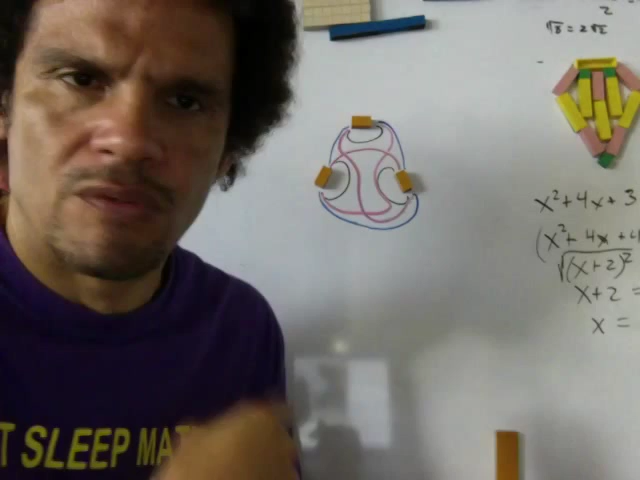 2
√8 = 2√2
x² + 4x + 3
(x² + 4x + 4
√(x+2)²
x + 2 =
x =
T SLEEP MAT